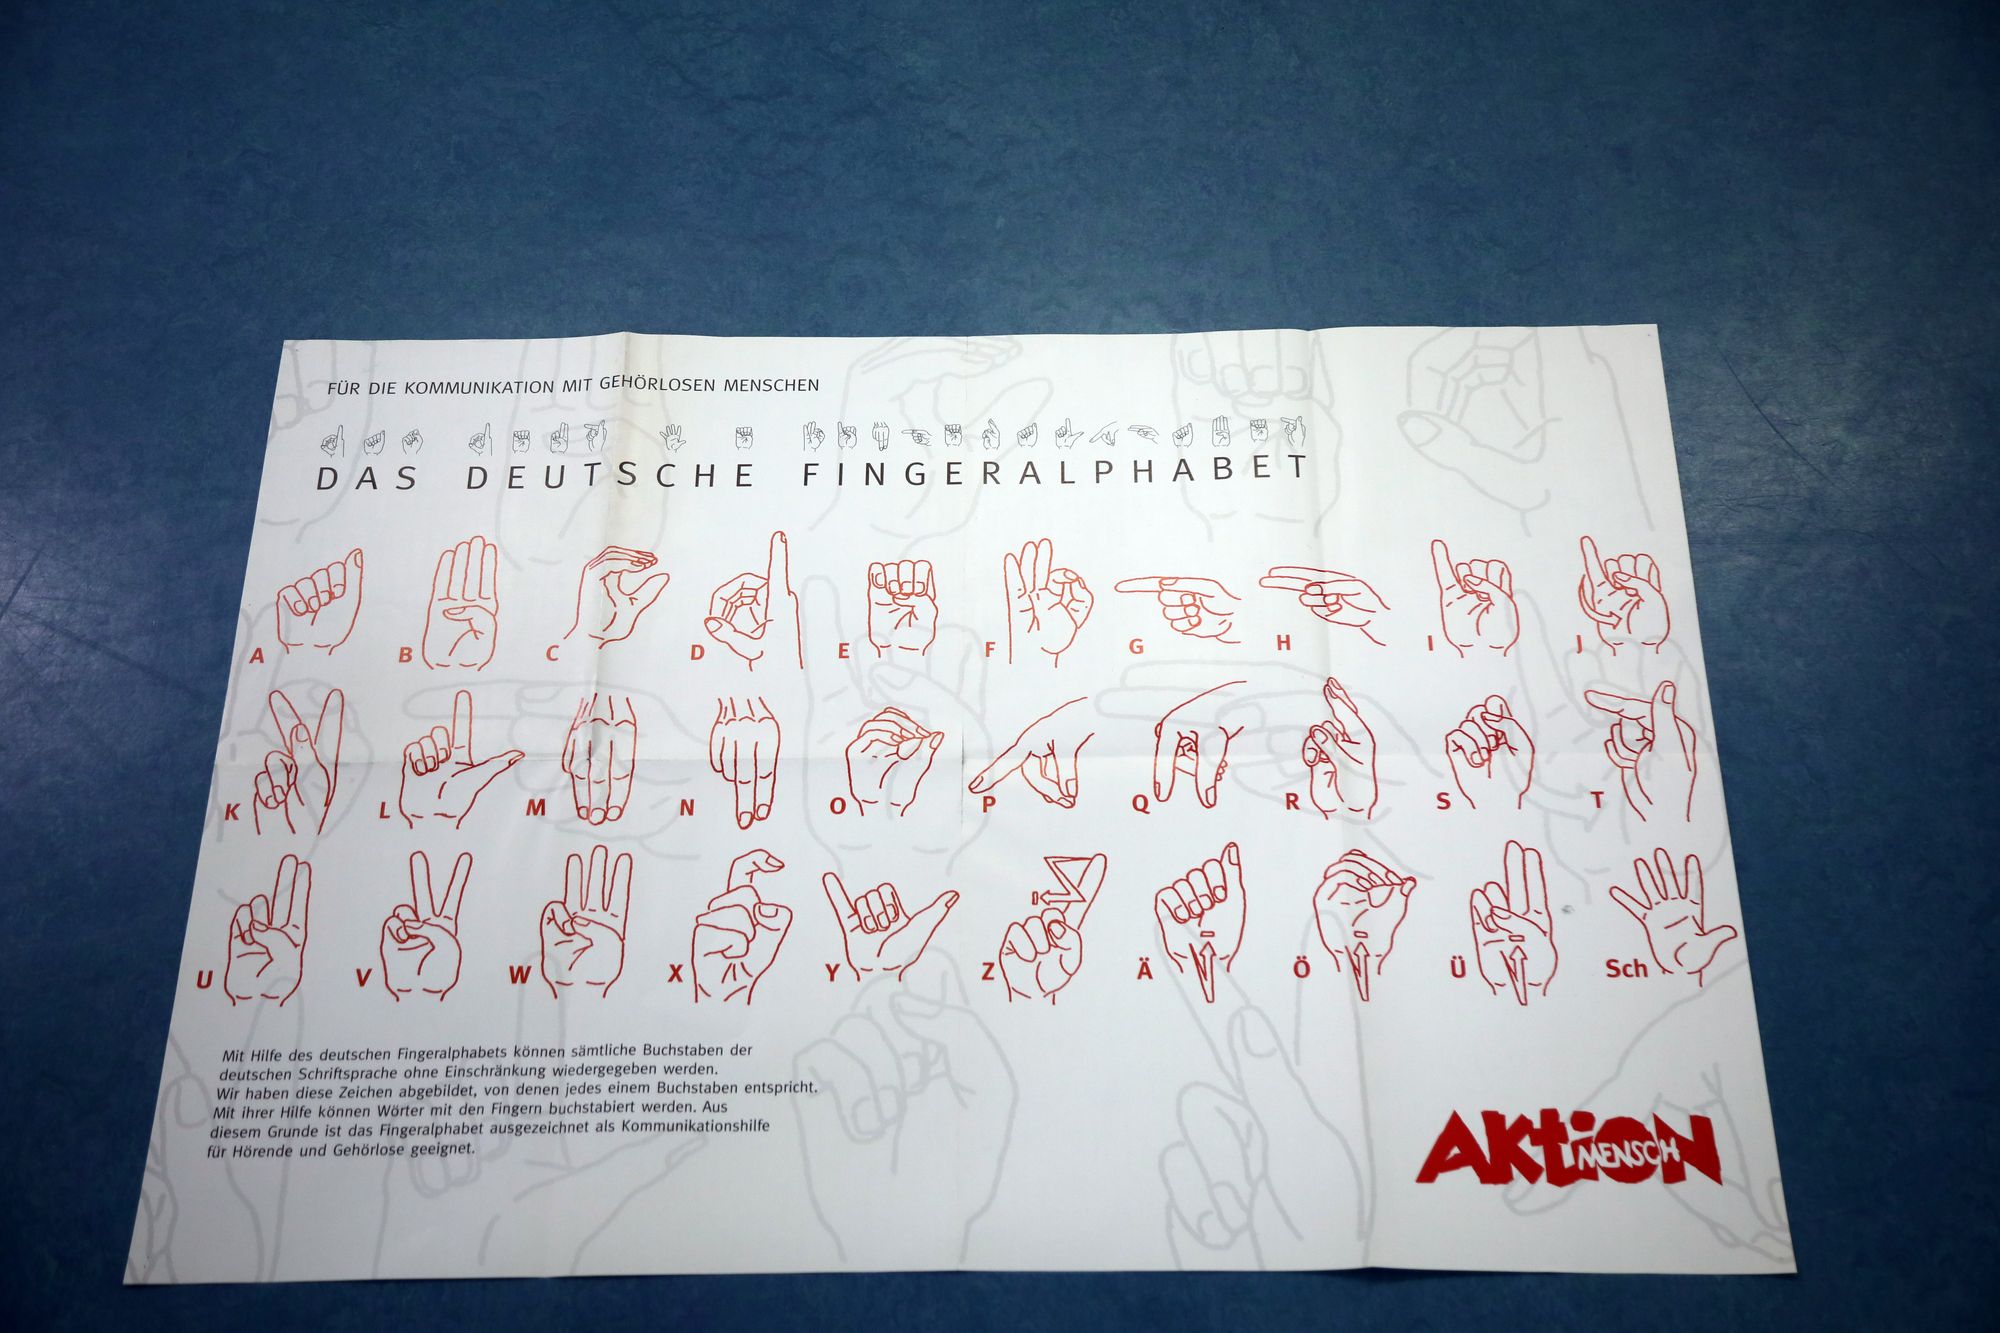 FÜR DIE KOMMUNIKATION MIT GEHÖRLOSEN MENSCHEN
DAS DEUTSCHE FINGERALPHABET
A B C D E F G H I J
K L M N O P Q R S T
U V W X Y Z Ä Ö Ü Sch
Mit Hilfe des deutschen Fingeralphabets können sämtliche Buchstaben der
deutschen Schriftsprache ohne Einschränkung wiedergegeben werden.
Wir haben diese Zeichen abgebildet, von denen jedes einem Buchstaben entspricht.
Mit ihrer Hilfe können Wörter mit den Fingern buchstabiert werden. Aus
diesem Grunde ist das Fingeralphabet ausgezeichnet als Kommunikationshilfe
für Hörende und Gehörlose geeignet.
AKtiON
MENSCH